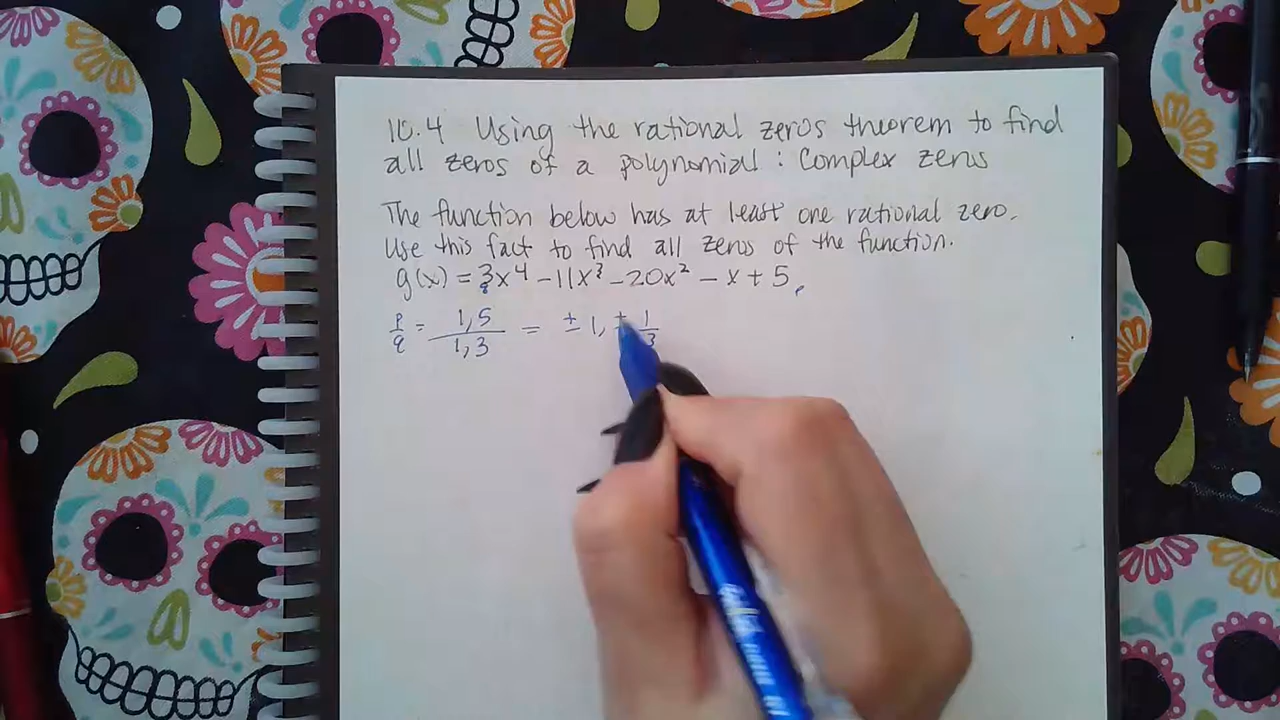 10.4 Using the rational zeros theorem to find
all zeros of a polynomial : Complex zeros
The function below has at least one rational zero.
Use this fact to find all zeros of the function.
g(x) = 3x⁴ - 11x³ - 20x² - x + 5
p/q = 1,5/1,3 = ± 1, ± 1/3